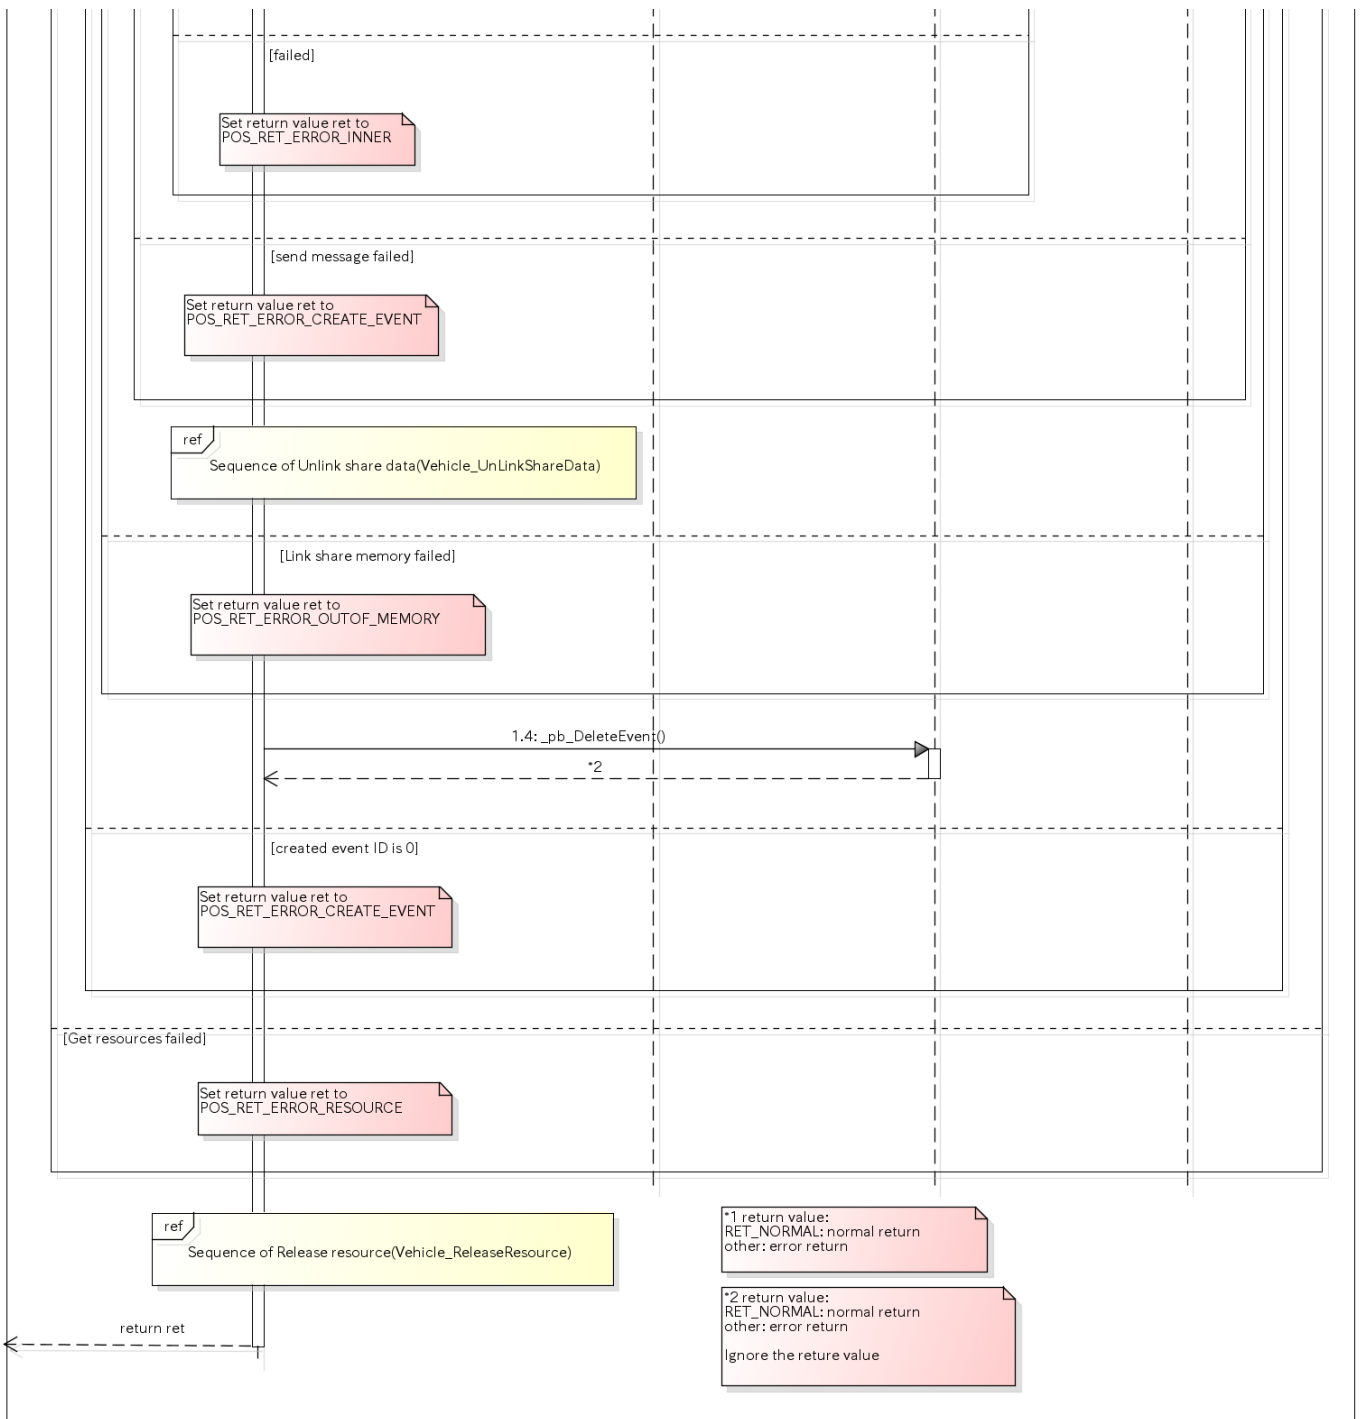 [failed]
Set return value ret to
POS_RET_ERROR_INNER
[send message failed]
Set return value ret to
POS_RET_ERROR_CREATE_EVENT
ref
Sequence of Unlink share data(Vehicle_UnLinkShareData)
[Link share memory failed]
Set return value ret to
POS_RET_ERROR_OUTOF_MEMORY
1.4: _pb_DeleteEvent()
*2
[created event ID is 0]
Set return value ret to
POS_RET_ERROR_CREATE_EVENT
[Get resources failed]
Set return value ret to
POS_RET_ERROR_RESOURCE
ref
Sequence of Release resource(Vehicle_ReleaseResource)
*1 return value:
RET_NORMAL: normal return
other: error return
*2 return value:
RET_NORMAL: normal return
other: error return
Ignore the reture value
return ret